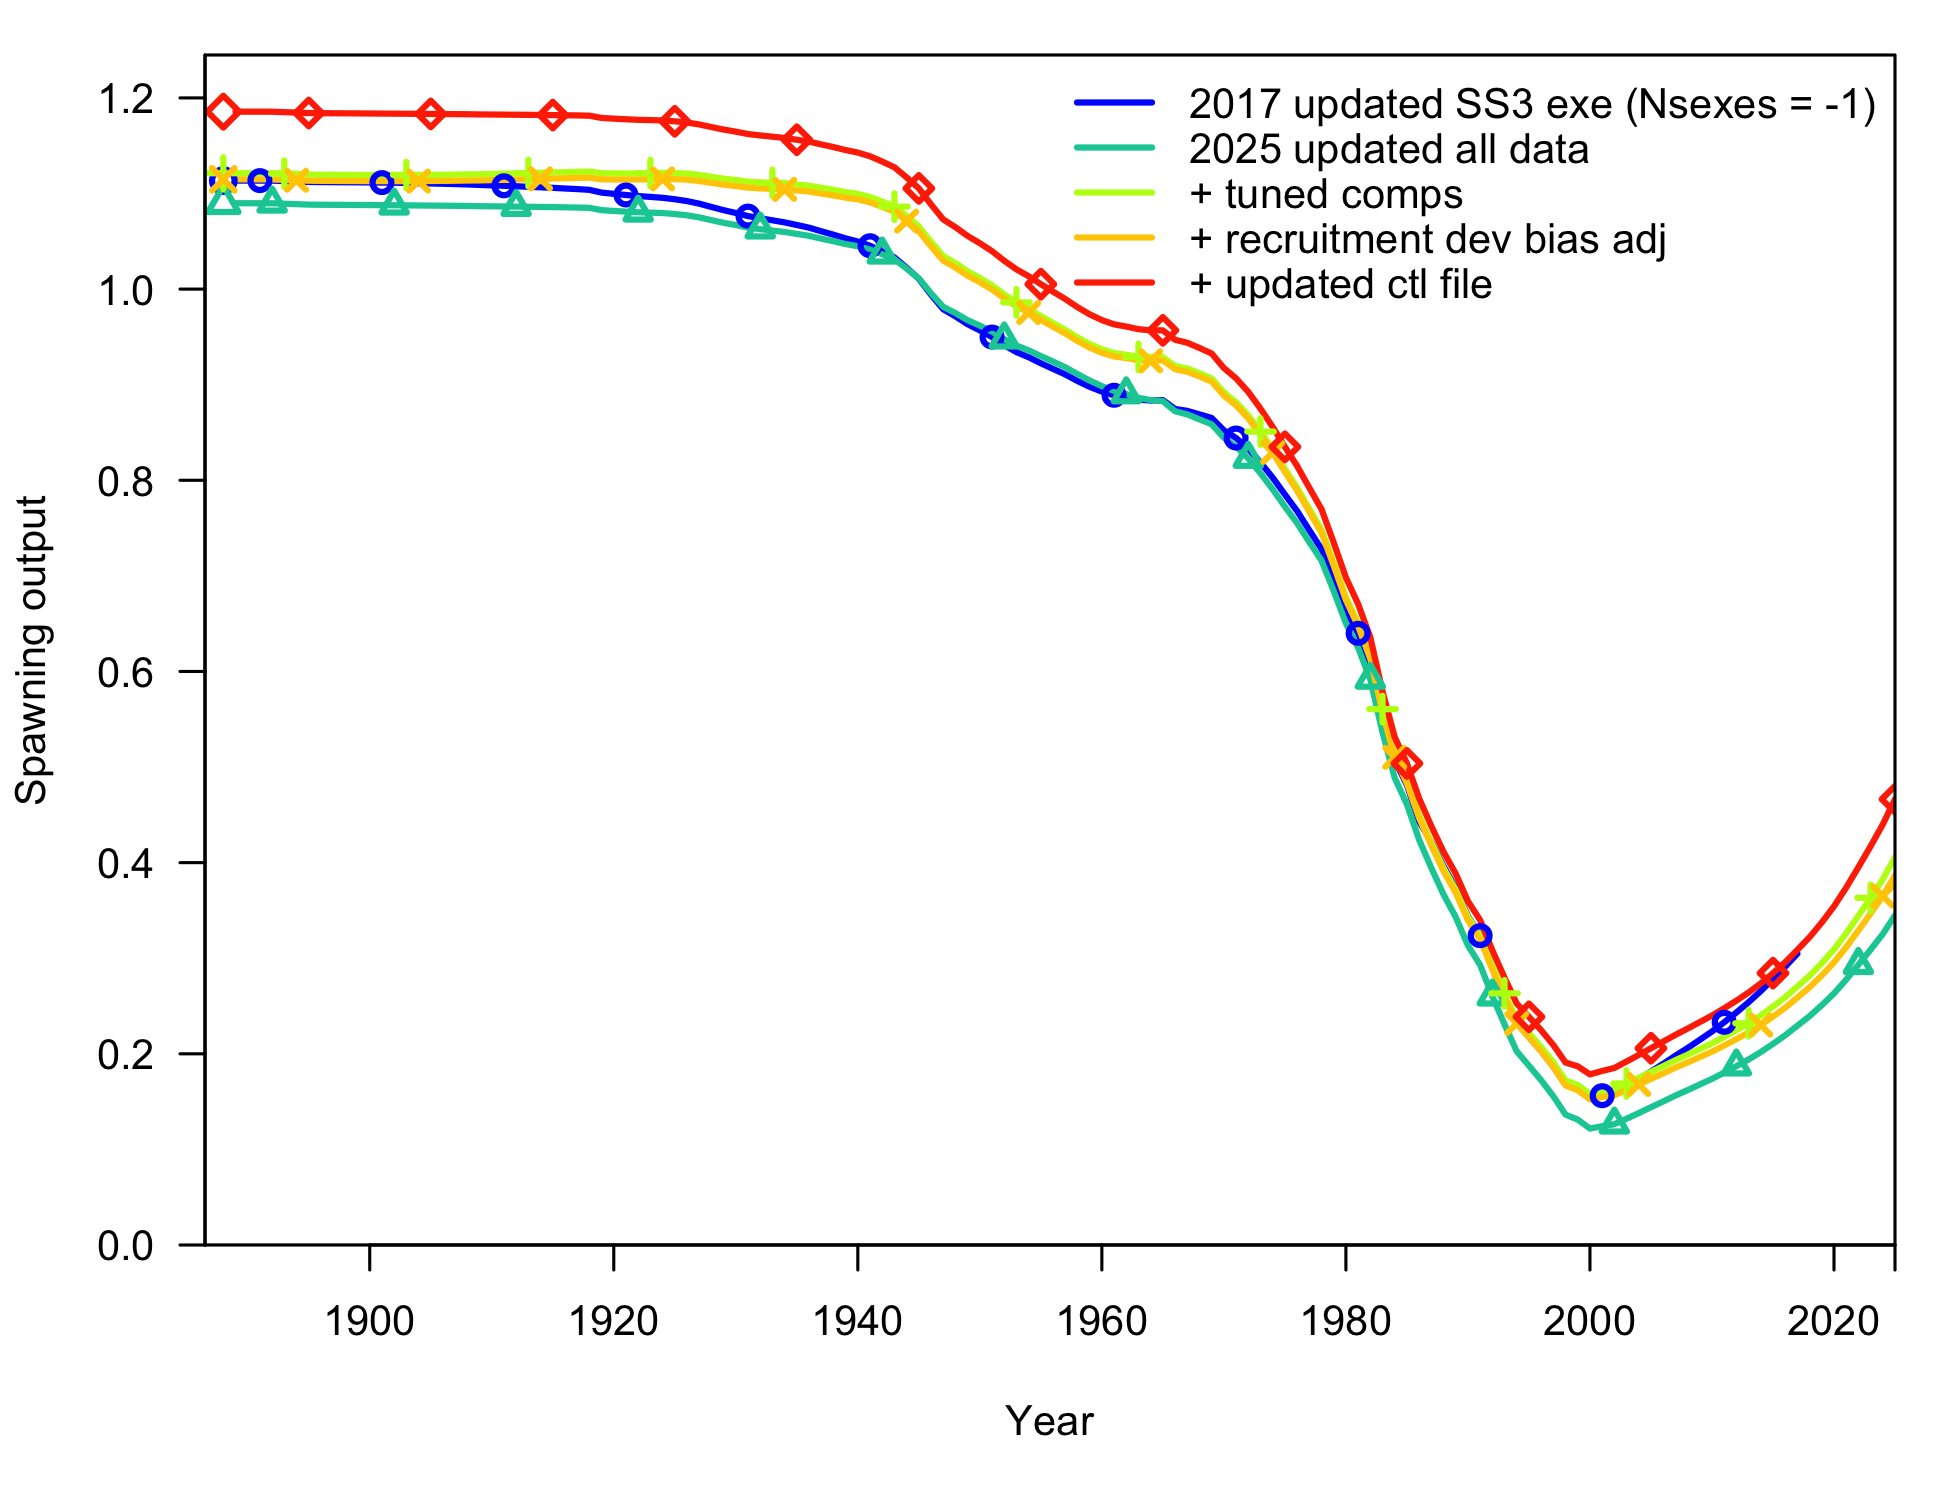 1.2
1.0
0.8
0.6
0.4
0.2
0.0
Spawning output
2017 updated SS3 exe (Nsexes = -1)
2025 updated all data
+ tuned comps
+ recruitment dev bias adj
+ updated ctl file
1900 1920 1940 1960 1980 2000 2020
Year